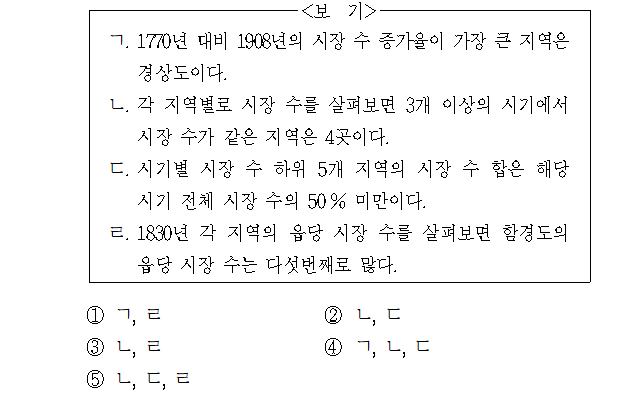 <보 기>
ㄱ. 1770년 대비 1908년의 시장 수 증가율이 가장 큰 지역은
경상도이다.
ㄴ. 각 지역별로 시장 수를 살펴보면 3개 이상의 시기에서
시장 수가 같은 지역은 4곳이다.
ㄷ. 시기별 시장 수 하위 5개 지역의 시장 수 합은 해당
시기 전체 시장 수의 50% 미만이다.
ㄹ. 1830년 각 지역의 읍당 시장 수를 살펴보면 함경도의
읍당 시장 수는 다섯번째로 많다.
① ㄱ, ㄹ ② ㄴ, ㄷ
③ ㄴ, ㄹ ④ ㄱ, ㄴ, ㄷ
⑤ ㄴ, ㄷ, ㄹ